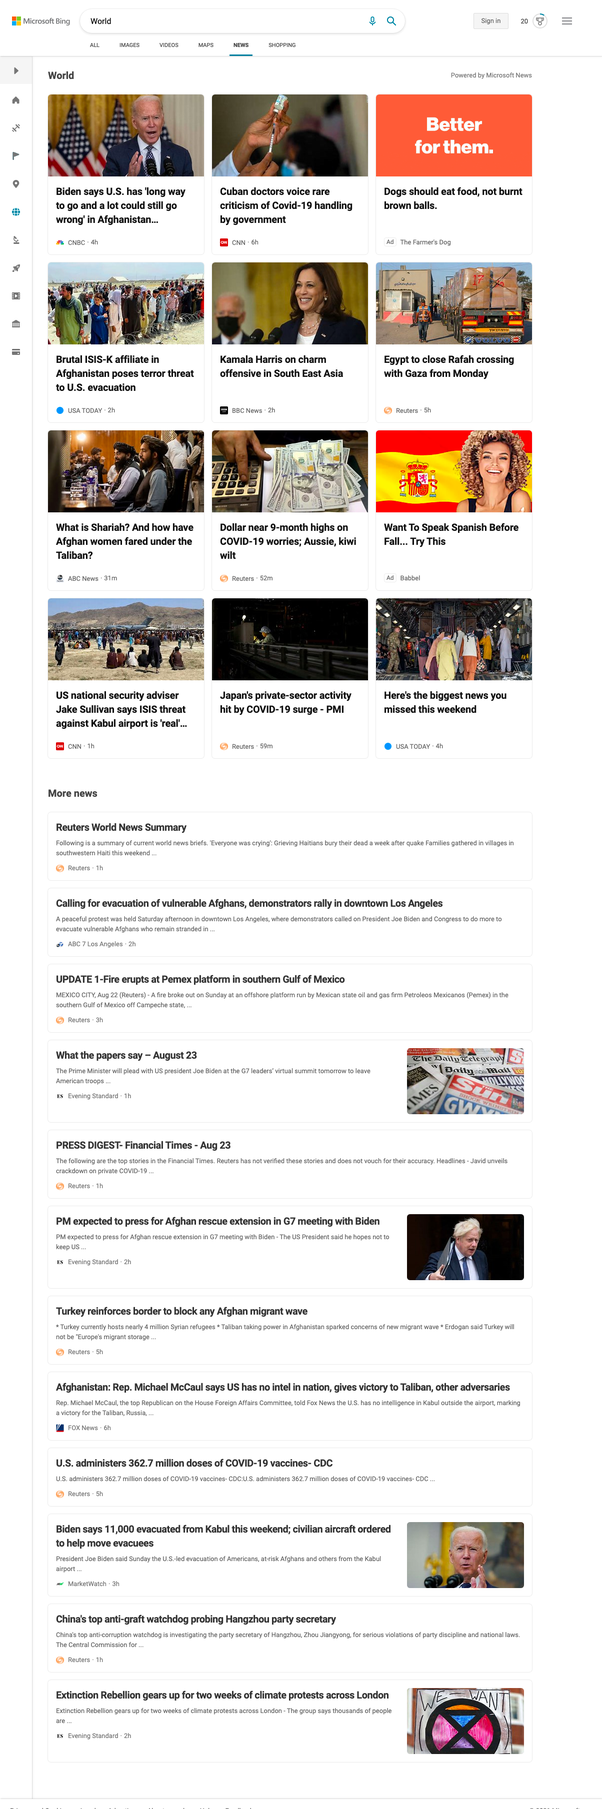 Microsoft Bing
World
Sign in
20
ALL
IMAGES
VIDEOS
MAPS
NEWS
SHOPPING
World
Powered by Microsoft News
Biden says U.S. has 'long way
to go and a lot could still go
wrong' in Afghanistan...
CNBC · 4h
Cuban doctors voice rare
criticism of Covid-19 handling
by government
CNN · 6h
Better
for them.
Dogs should eat food, not burnt
brown balls.
Ad The Farmer's Dog
Brutal ISIS-K affiliate in
Afghanistan poses terror threat
to U.S. evacuation
USA TODAY · 2h
Kamala Harris on charm
offensive in South East Asia
BBC News · 2h
Egypt to close Rafah crossing
with Gaza from Monday
Reuters · 5h
What is Shariah? And how have
Afghan women fared under the
Taliban?
ABC News · 31m
Dollar near 9-month highs on
COVID-19 worries; Aussie, kiwi
wilt
Reuters · 52m
Want To Speak Spanish Before
Fall... Try This
Ad Babbel
US national security adviser
Jake Sullivan says ISIS threat
against Kabul airport is 'real'...
CNN · 1h
Japan's private-sector activity
hit by COVID-19 surge - PMI
Reuters · 59m
Here's the biggest news you
missed this weekend
USA TODAY · 4h
More news
Reuters World News Summary
Following is a summary of current world news briefs. 'Everyone was crying': Grieving Haitians bury their dead a week after quake Families gathered in villages in
southwestern Haiti this weekend ...
Reuters · 1h
Calling for evacuation of vulnerable Afghans, demonstrators rally in downtown Los Angeles
A peaceful protest was held Saturday afternoon in downtown Los Angeles, where demonstrators called on President Joe Biden and Congress to do more to
evacuate vulnerable Afghans who remain stranded in ...
ABC 7 Los Angeles · 2h
UPDATE 1-Fire erupts at Pemex platform in southern Gulf of Mexico
MEXICO CITY, Aug 22 (Reuters) - A fire broke out on Sunday at an offshore platform run by Mexican state oil and gas firm Petroleos Mexicanos (Pemex) in the
southern Gulf of Mexico off Campeche state, ...
Reuters · 3h
What the papers say – August 23
The Prime Minister will plead with US president Joe Biden at the G7 leaders' virtual summit tomorrow to leave
American troops ...
ES Evening Standard · 1h
The Daily Telegraph
Daily Mail
TIMES
Sun
PRESS DIGEST- Financial Times - Aug 23
The following are the top stories in the Financial Times. Reuters has not verified these stories and does not vouch for their accuracy. Headlines - Javid unveils
crackdown on private COVID-19 ...
Reuters · 1h
PM expected to press for Afghan rescue extension in G7 meeting with Biden
PM expected to press for Afghan rescue extension in G7 meeting with Biden - The US President said he hopes not to
keep US ...
ES Evening Standard · 2h
Turkey reinforces border to block any Afghan migrant wave
* Turkey currently hosts nearly 4 million Syrian refugees * Taliban taking power in Afghanistan sparked concerns of new migrant wave * Erdogan said Turkey will
not be "Europe's migrant storage ...
Reuters · 5h
Afghanistan: Rep. Michael McCaul says US has no intel in nation, gives victory to Taliban, other adversaries
Rep. Michael McCaul, the top Republican on the House Foreign Affairs Committee, told Fox News the U.S. has no intelligence in Kabul outside the airport, marking
a victory for the Taliban, Russia, ...
FOX News · 6h
U.S. administers 362.7 million doses of COVID-19 vaccines- CDC
U.S. administers 362.7 million doses of COVID-19 vaccines- CDC:U.S. administers 362.7 million doses of COVID-19 vaccines- CDC ...
Reuters · 5h
Biden says 11,000 evacuated from Kabul this weekend; civilian aircraft ordered
to help move evacuees
President Joe Biden said Sunday the U.S.-led evacuation of Americans, at-risk Afghans and others from the Kabul
airport ...
MarketWatch · 3h
China's top anti-graft watchdog probing Hangzhou party secretary
China's top anti-corruption watchdog is investigating the party secretary of Hangzhou, Zhou Jiangyong, for serious violations of party discipline and national laws.
The Central Commission for ...
Reuters · 1h
Extinction Rebellion gears up for two weeks of climate protests across London
Extinction Rebellion gears up for two weeks of climate protests across London - The group says thousands of people
are ...
ES Evening Standard · 2h
WE WANT